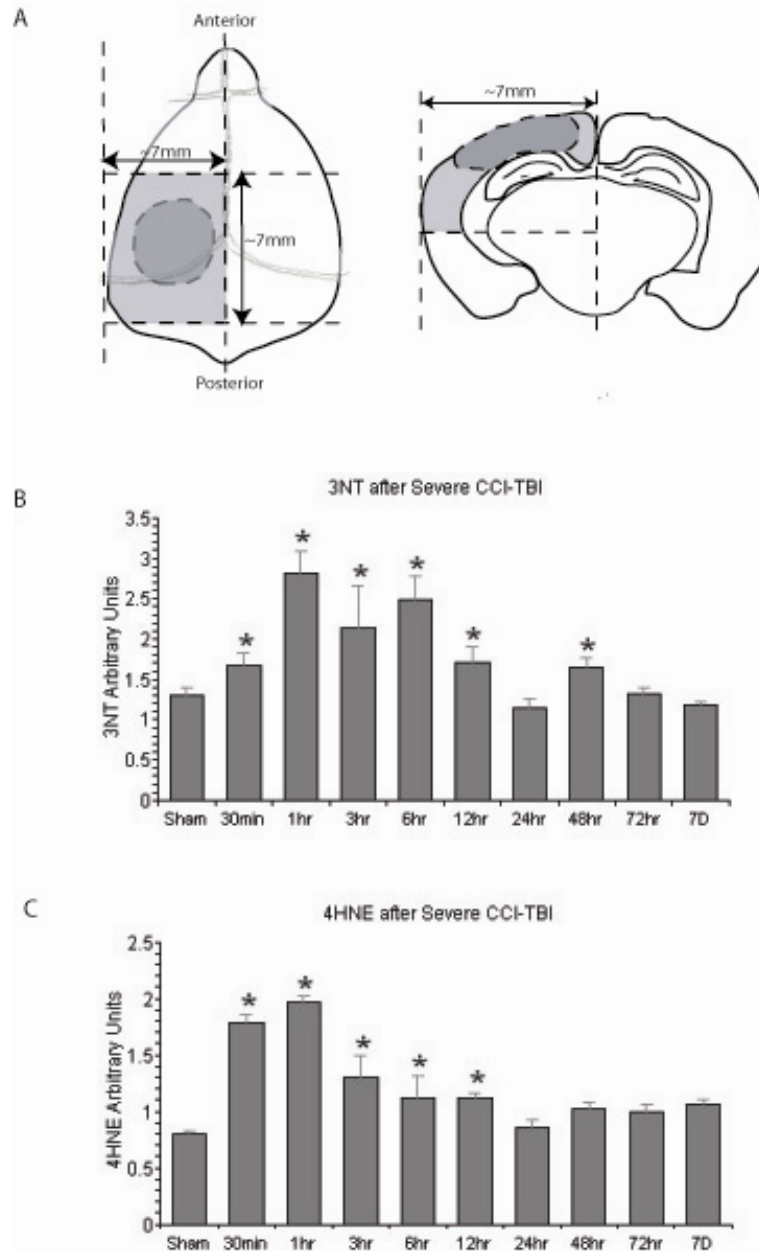 A
Anterior
~7mm
~7mm
~7mm
Posterior
B
3NT after Severe CCI-TBI
3NT Arbitrary Units
3.5
3
2.5
2
1.5
1
0.5
0
* * * * * *
Sham 30min 1hr 3hr 6hr 12hr 24hr 48hr 72hr 7D
C
4HNE after Severe CCI-TBI
4HNE Arbitrary Units
2.5
2
1.5
1
0.5
0
* * * * *
Sham 30min 1hr 3hr 6hr 12hr 24hr 48hr 72hr 7D